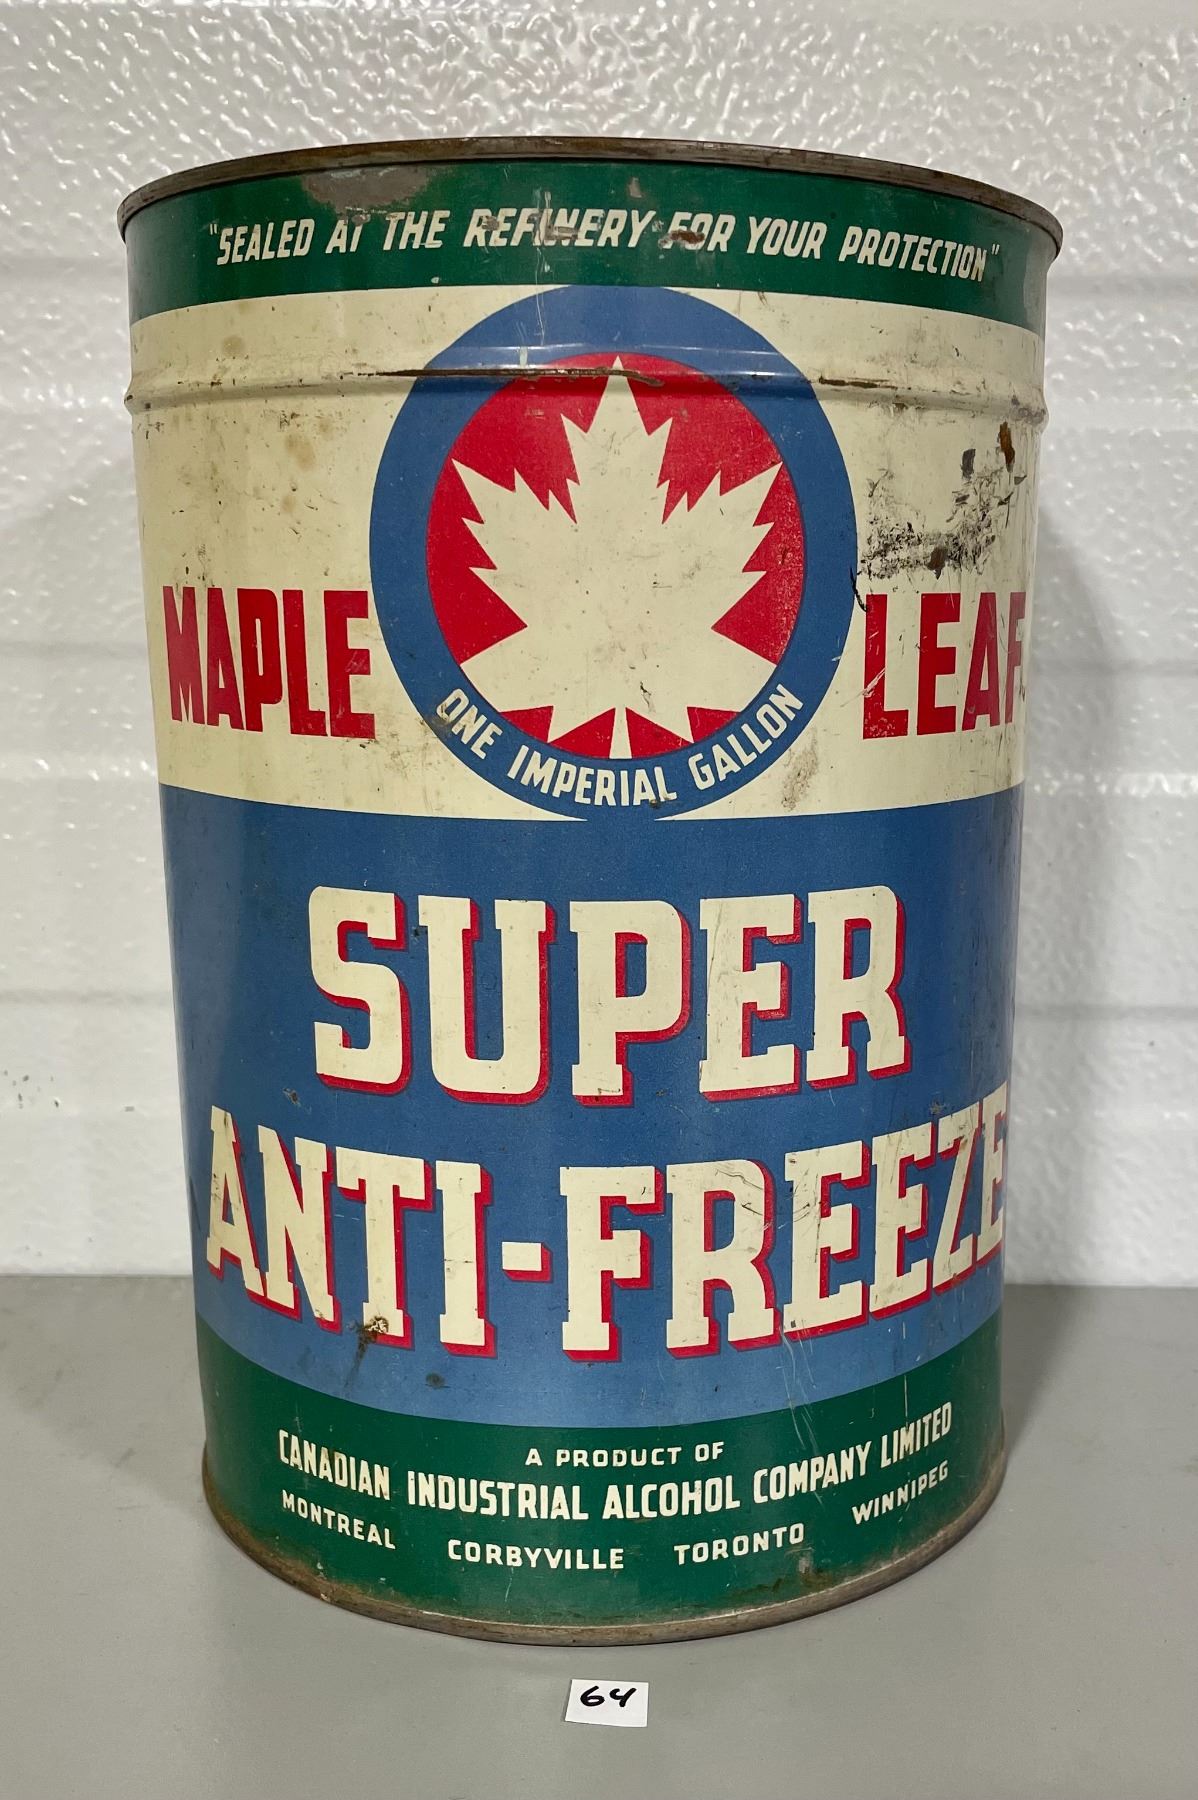 "SEALED AT THE REFINERY FOR YOUR PROTECTION"
MAPLE LEAF
ONE IMPERIAL GALLON
SUPER
ANTI-FREEZE
A PRODUCT OF
CANADIAN INDUSTRIAL ALCOHOL COMPANY LIMITED
MONTREAL CORBYVILLE TORONTO WINNIPEG
64